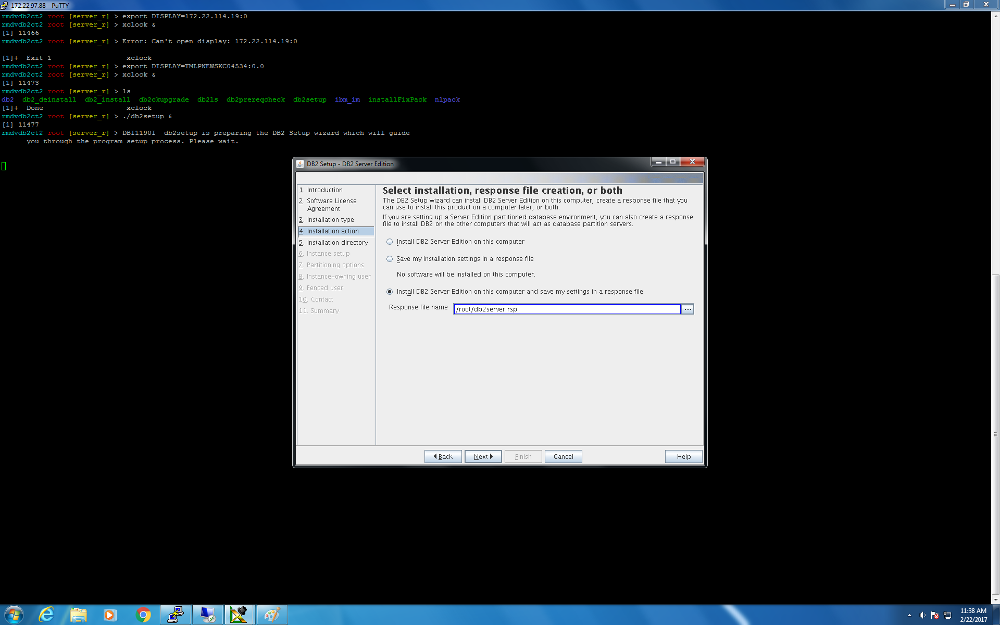 172.22.97.88 - PuTTY
rmdvdb2ct2 root [server_r] > export DISPLAY=172.22.114.19:0
rmdvdb2ct2 root [server_r] > xclock &
[1] 11466
rmdvdb2ct2 root [server_r] > Error: Can't open display: 172.22.114.19:0
[1]+  Exit 1                  xclock
rmdvdb2ct2 root [server_r] > export DISPLAY=TMLPNEWSKC04534:0.0
rmdvdb2ct2 root [server_r] > xclock &
[1] 11473
rmdvdb2ct2 root [server_r] > ls
db2  db2_deinstall  db2_install  db2ckupgrade  db2ls  db2prereqcheck  db2setup  ibm_im  installFixPack  nlpack
[1]+  Done                    xclock
rmdvdb2ct2 root [server_r] > ./db2setup &
[1] 11477
rmdvdb2ct2 root [server_r] > DBI1190I  db2setup is preparing the DB2 Setup wizard which will guide
you through the program setup process. Please wait.
DB2 Setup - DB2 Server Edition
1. Introduction
2. Software License
Agreement
3. Installation type
4. Installation action
5. Installation directory
6. Instance setup
7. Partitioning options
8. Instance-owning user
9. Fenced user
10. Contact
11. Summary
Select installation, response file creation, or both
The DB2 Setup wizard can install DB2 Server Edition on this computer, create a response file that you
can use to install this product on a computer later, or both.
If you are setting up a Server Edition partitioned database environment, you can also create a response
file to install DB2 on the other computers that will act as database partition servers.
Install DB2 Server Edition on this computer
Save my installation settings in a response file
No software will be installed on this computer.
Install DB2 Server Edition on this computer and save my settings in a response file
Response file name /root/db2server.rsp ...
Back Next Finish Cancel Help
11:38 AM
2/22/2017